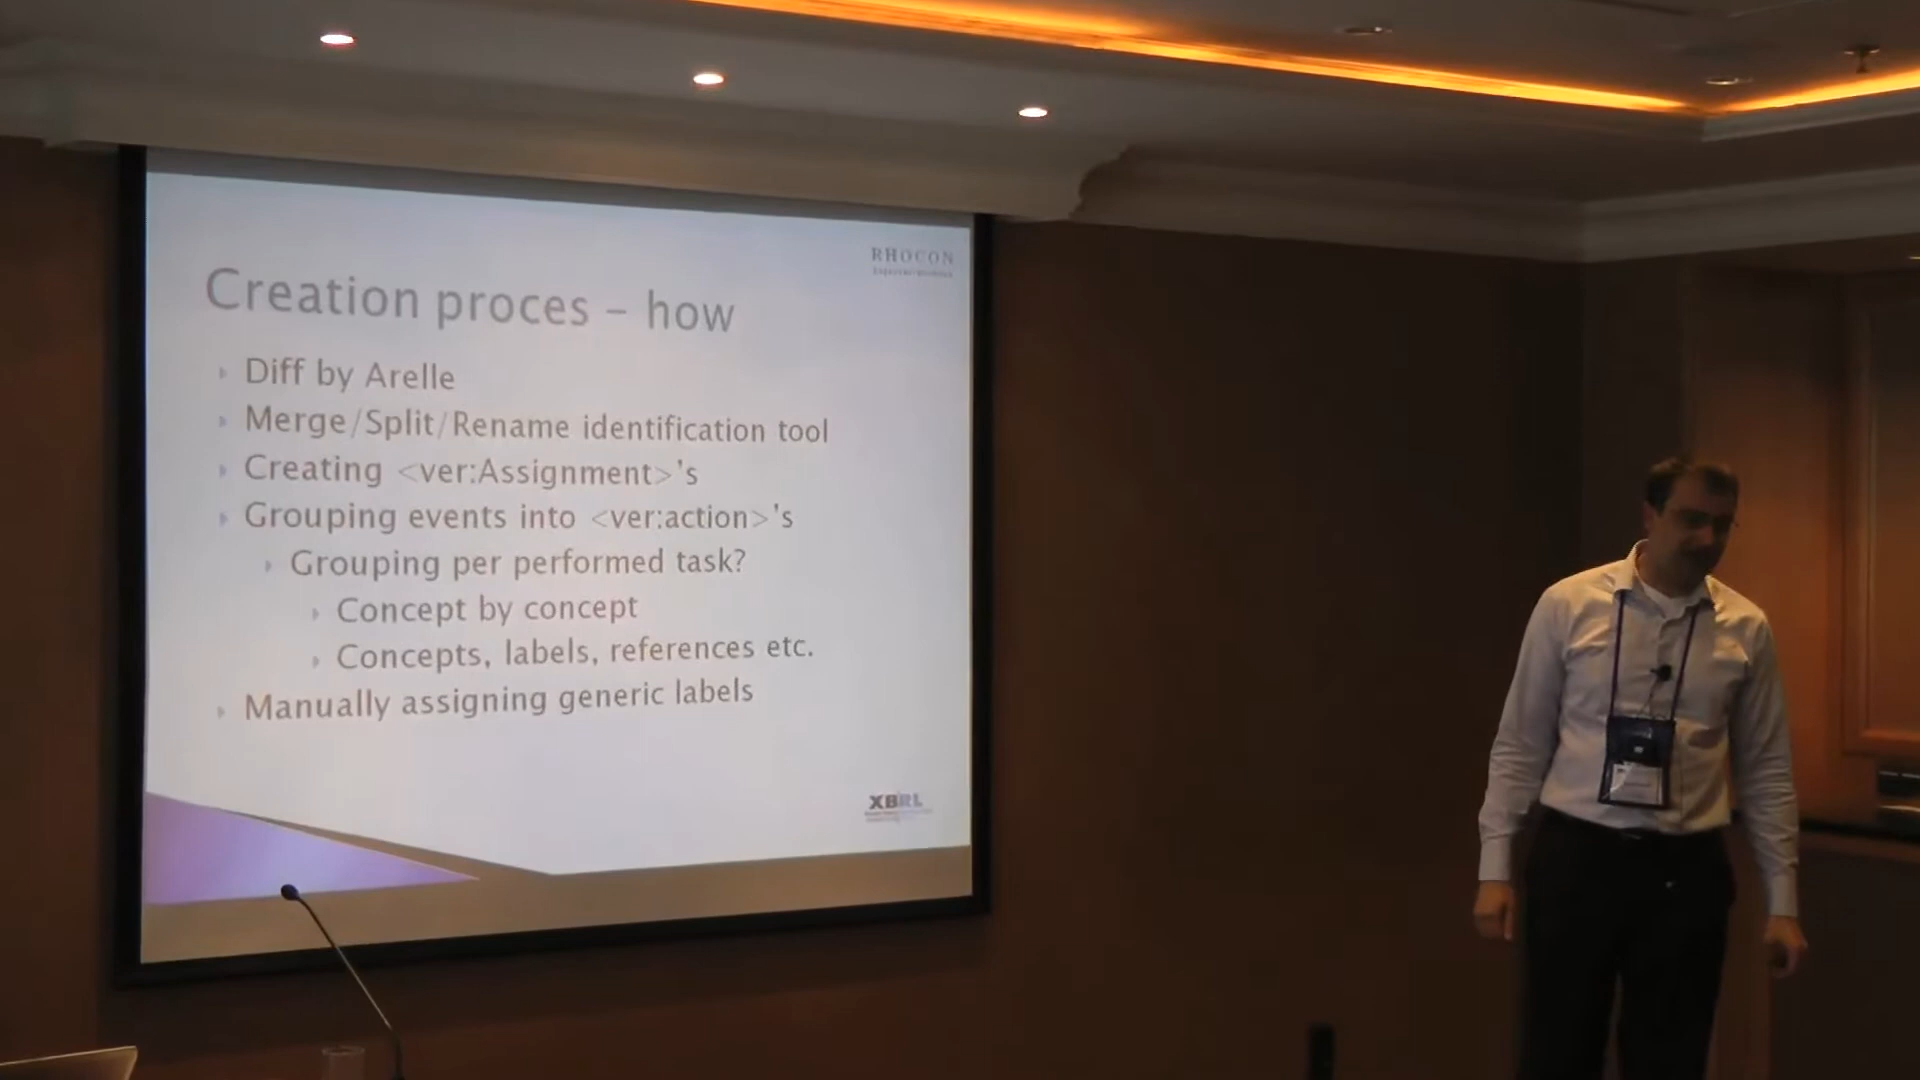 RHOCON
Creation proces – how
Diff by Arelle
Merge/Split/Rename identification tool
Creating <ver:Assignment>'s
Grouping events into <ver:action>'s
Grouping per performed task?
Concept by concept
Concepts, labels, references etc.
Manually assigning generic labels
XBRL